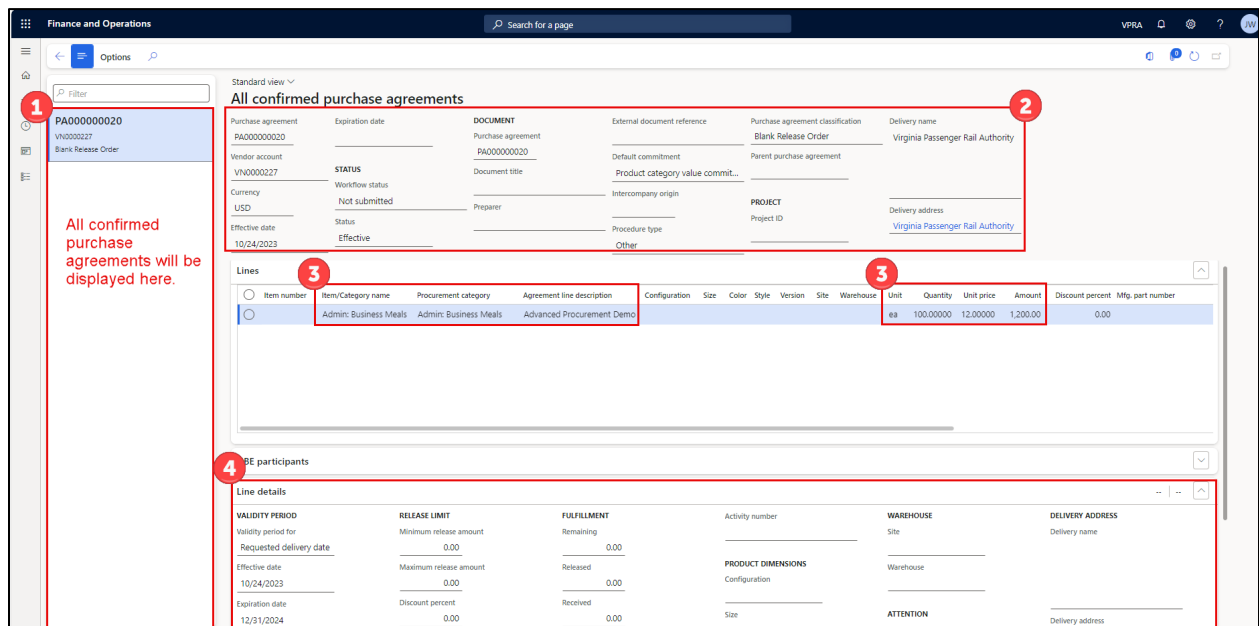 Finance and Operations
Search for a page
VPRA
?
JW
Options
0
Filter
1
PA000000020
VN0000227
Blank Release Order
All confirmed
purchase
agreements will be
displayed here.
Standard view
All confirmed purchase agreements
2
Purchase agreement
PA000000020
Vendor account
VN0000227
Currency
USD
Effective date
10/24/2023
Expiration date
STATUS
Workflow status
Not submitted
Status
Effective
DOCUMENT
Purchase agreement
PA000000020
Document title
Preparer
External document reference
Default commitment
Product category value commit...
Intercompany origin
Procedure type
Other
Purchase agreement classification
Blank Release Order
Parent purchase agreement
PROJECT
Project ID
Delivery name
Virginia Passenger Rail Authority
Delivery address
Virginia Passenger Rail Authority
Lines
3
3
Item number Item/Category name Procurement category Agreement line description Configuration Size Color Style Version Site Warehouse Unit Quantity Unit price Amount Discount percent Mfg. part number
Admin: Business Meals Admin: Business Meals Advanced Procurement Demo ea 100.00000 12.00000 1,200.00 0.00
4
BE participants
Line details
-- | --
VALIDITY PERIOD
Validity period for
Requested delivery date
Effective date
10/24/2023
Expiration date
12/31/2024
RELEASE LIMIT
Minimum release amount
0.00
Maximum release amount
0.00
Discount percent
0.00
FULFILLMENT
Remaining
0.00
Released
0.00
Received
0.00
Activity number
PRODUCT DIMENSIONS
Configuration
Size
WAREHOUSE
Site
Warehouse
ATTENTION
DELIVERY ADDRESS
Delivery name
Delivery address